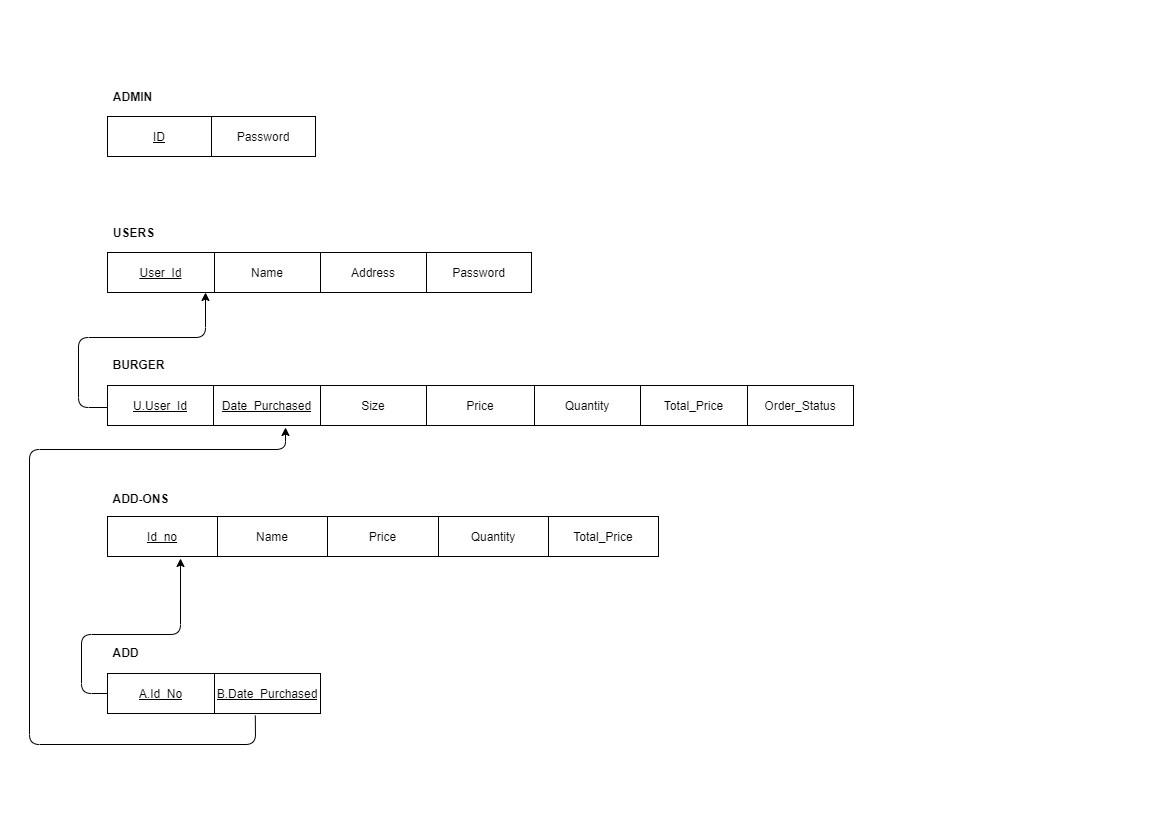 ADMIN
ID Password
USERS
User_Id Name Address Password
BURGER
U.User_Id Date_Purchased Size Price Quantity Total_Price Order_Status
ADD-ONS
Id_no Name Price Quantity Total_Price
ADD
A.Id_No B.Date_Purchased